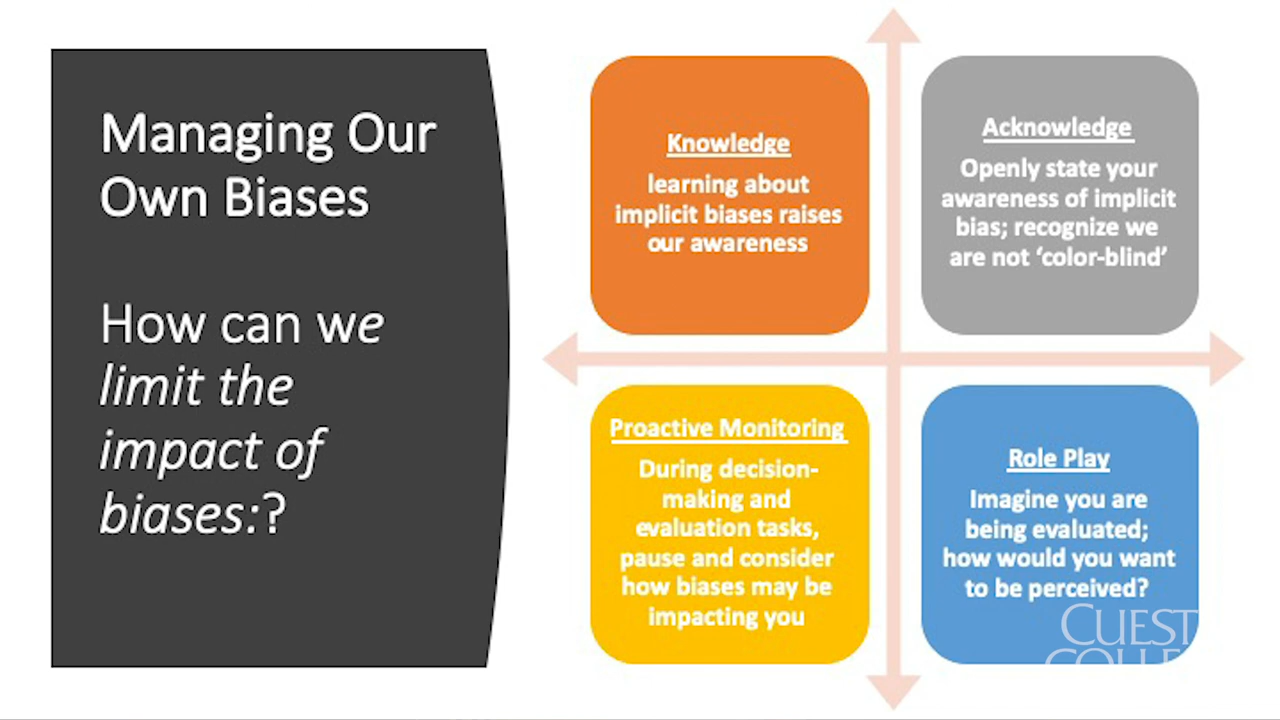 Managing Our
Own Biases
How can we
limit the
impact of
biases:?
Knowledge
learning about
implicit biases raises
our awareness
Acknowledge
Openly state your
awareness of implicit
bias; recognize we
are not ‘color-blind’
Proactive Monitoring
During decision-
making and
evaluation tasks,
pause and consider
how biases may be
impacting you
Role Play
Imagine you are
being evaluated;
how would you want
to be perceived?